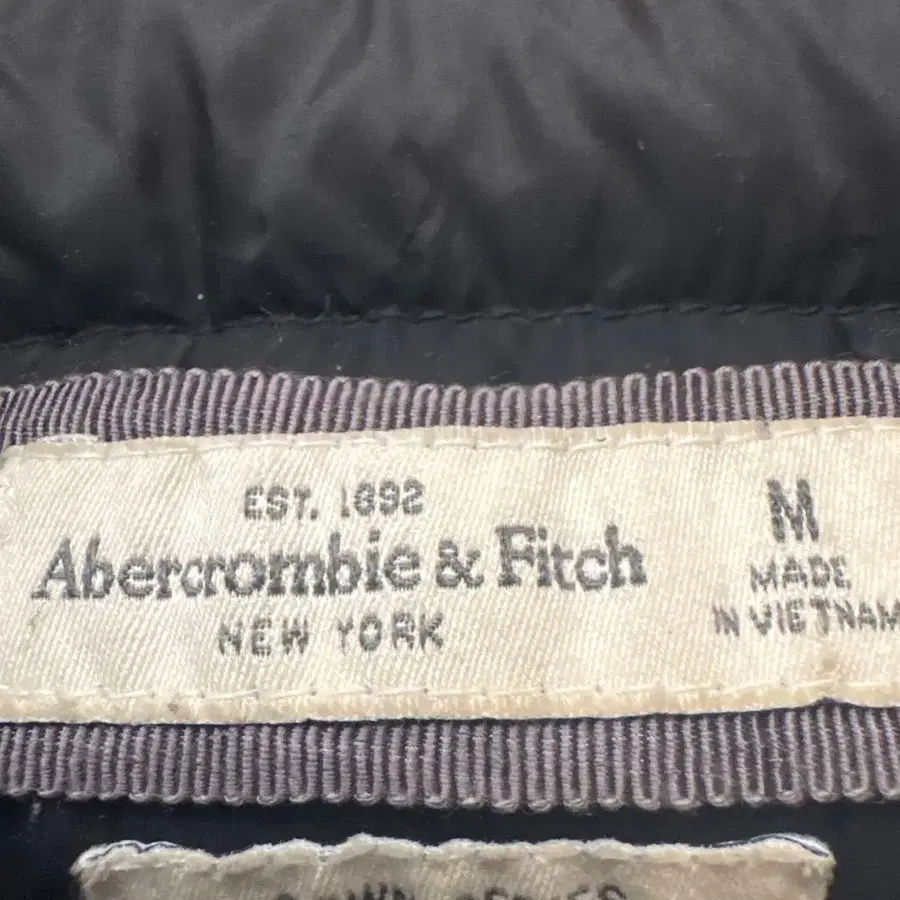 EST. 1892
Abercrombie & Fitch
NEW YORK
M
MADE
IN VIETNAM